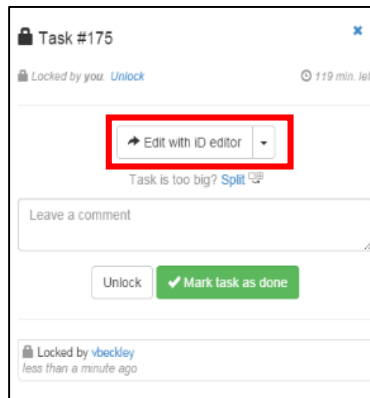 Task #175
Locked by you. Unlock
119 min. lef
Edit with iD editor
Task is too big? Split
Leave a comment
Unlock
Mark task as done
Locked by vbeckley
less than a minute ago